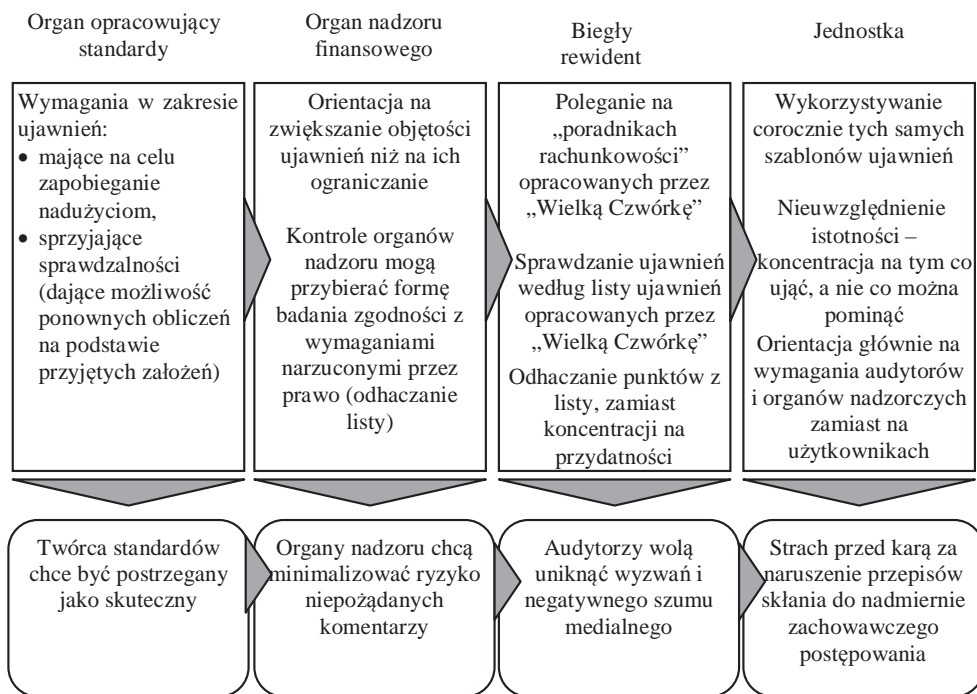 Organ opracowujący
standardy
Organ nadzoru
finansowego
Biegły
rewident
Jednostka
Wymagania w zakresie
ujawnień:
• mające na celu
zapobieganie
nadużyciom,
• sprzyjające
sprawdzalności
(dające możliwość
ponownych obliczeń
na podstawie
przyjętych założeń)
Orientacja na
zwiększanie objętości
ujawnień niż na ich
ograniczanie
Kontrole organów
nadzoru mogą
przybierać formę
badania zgodności z
wymaganiami
narzuconymi przez
prawo (odhaczanie
listy)
Poleganie na
„poradnikach
rachunkowości”
opracowanych przez
„Wielką Czwórkę”
Sprawdzanie ujawnień
według listy ujawnień
opracowanych przez
„Wielką Czwórkę”
Odhaczanie punktów z
listy, zamiast
koncentracji na
przydatności
Wykorzystywanie
corocznie tych samych
szablonów ujawnień
Nieuwzględnienie
istotności –
koncentracja na tym co
ująć, a nie co można
pominąć
Orientacja głównie na
wymagania audytorów
i organów nadzorczych
zamiast na
użytkownikach
Twórca standardów
chce być postrzegany
jako skuteczny
Organy nadzoru chcą
minimalizować ryzyko
niepożądanych
komentarzy
Audytorzy wolą
uniknąć wyzwań i
negatywnego szumu
medialnego
Strach przed karą za
naruszenie przepisów
skłania do nadmiernie
zachowawczego
postępowania